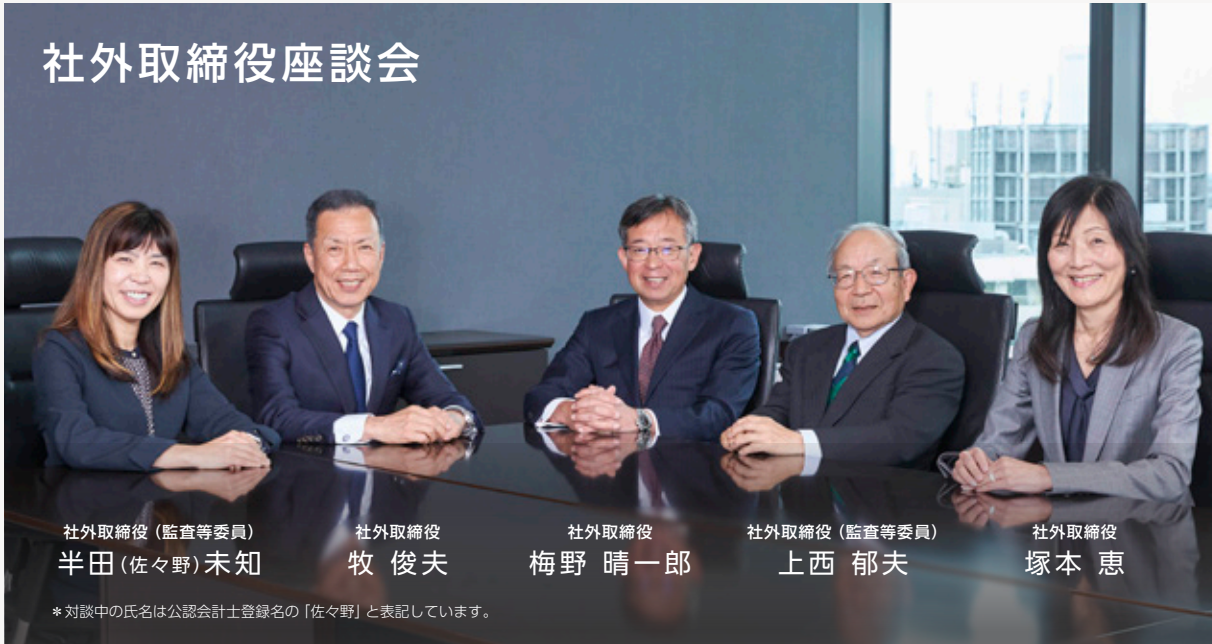 社外取締役座談会
社外取締役（監査等委員）
半田（佐々野）未知
社外取締役
牧 俊夫
社外取締役
梅野 晴一郎
社外取締役（監査等委員）
上西 郁夫
社外取締役
塚本 恵
＊対談中の氏名は公認会計士登録名の「佐々野」と表記しています。